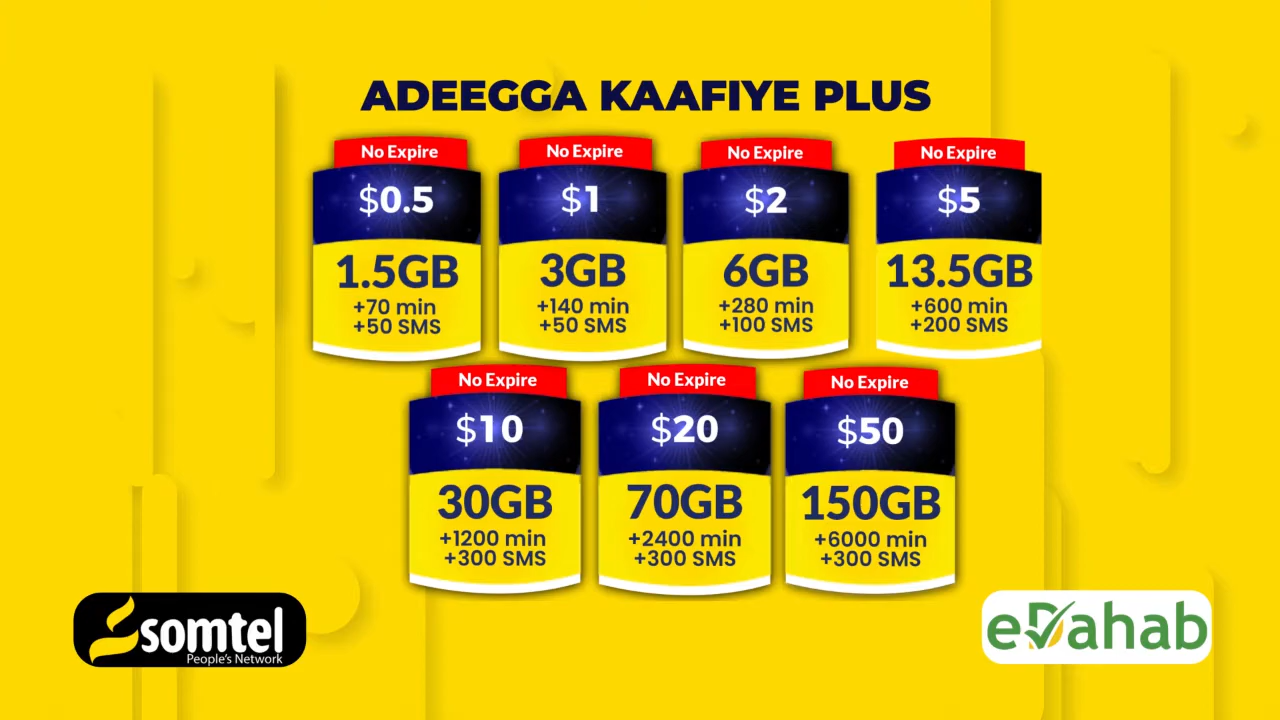 ADEEGGA KAAFIYE PLUS
No Expire
$0.5
1.5GB
+70 min
+50 SMS
No Expire
$1
3GB
+140 min
+50 SMS
No Expire
$2
6GB
+280 min
+100 SMS
No Expire
$5
13.5GB
+600 min
+200 SMS
No Expire
$10
30GB
+1200 min
+300 SMS
No Expire
$20
70GB
+2400 min
+300 SMS
No Expire
$50
150GB
+6000 min
+300 SMS
somtel
People's Network
eDahab